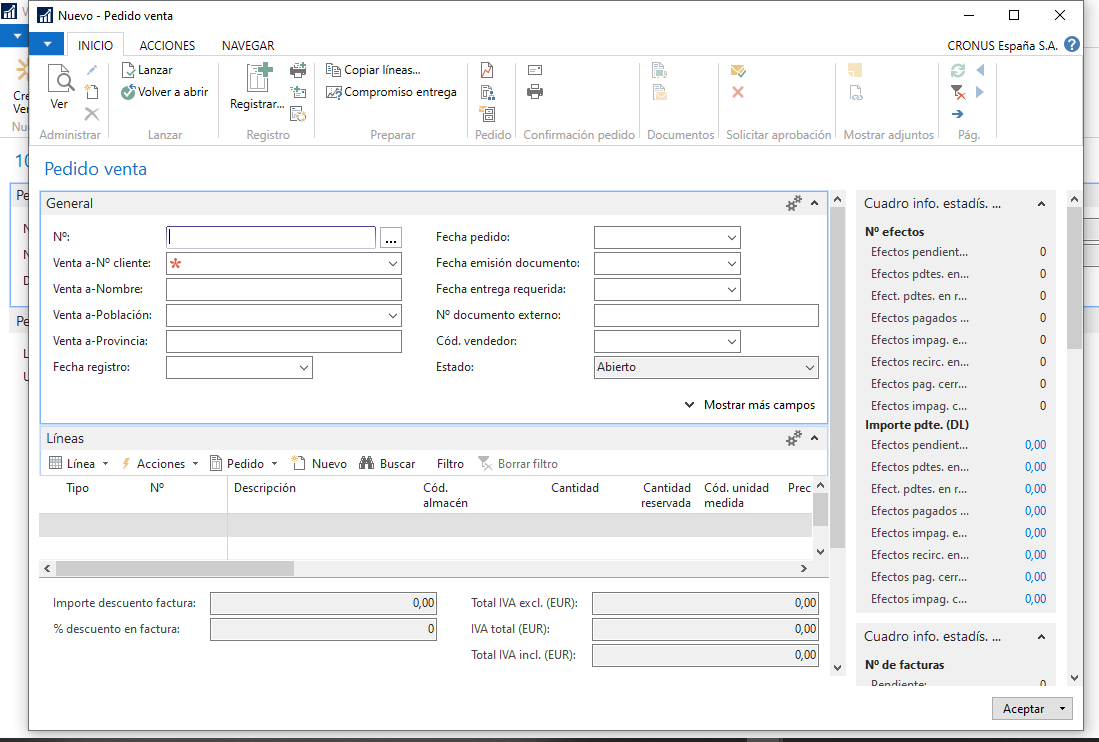 Nuevo - Pedido venta
INICIO ACCIONES NAVEGAR
CRONUS España S.A.
Ver
Administrar
Lanzar
Volver a abrir
Lanzar
Registrar...
Registro
Copiar líneas...
Compromiso entrega
Preparar
Pedido
Confirmación pedido
Documentos
Solicitar aprobación
Mostrar adjuntos
Pág.
Pedido venta
General
Nº:
...
Venta a-Nº cliente:
*
Venta a-Nombre:
Venta a-Población:
Venta a-Provincia:
Fecha registro:
Fecha pedido:
Fecha emisión documento:
Fecha entrega requerida:
Nº documento externo:
Cód. vendedor:
Estado: Abierto
Mostrar más campos
Líneas
Línea Acciones Pedido Nuevo Buscar Filtro Borrar filtro
Tipo Nº Descripción Cód. almacén Cantidad Cantidad reservada Cód. unidad medida Prec
Importe descuento factura: 0,00
% descuento en factura: 0
Total IVA excl. (EUR): 0,00
IVA total (EUR): 0,00
Total IVA incl. (EUR): 0,00
Cuadro info. estadís. ...
Nº efectos
Efectos pendient... 0
Efectos pdtes. en... 0
Efect. pdtes. en r... 0
Efectos pagados ... 0
Efectos impag. e... 0
Efectos recirc. en... 0
Efectos pag. cerr... 0
Efectos impag. c... 0
Importe pdte. (DL)
Efectos pendient... 0,00
Efectos pdtes. en... 0,00
Efect. pdtes. en r... 0,00
Efectos pagados ... 0,00
Efectos impag. e... 0,00
Efectos recirc. en... 0,00
Efectos pag. cerr... 0,00
Efectos impag. c... 0,00
Cuadro info. estadís. ...
Nº de facturas
Pendiente: 0
Aceptar